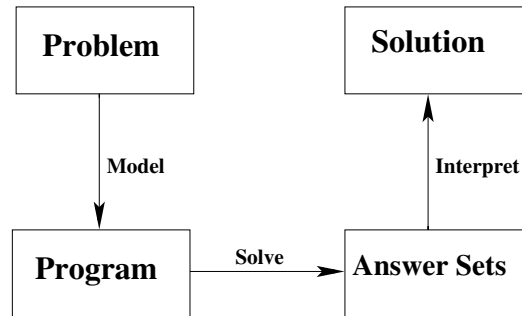 Problem
Solution
Model
Interpret
Program
Solve
Answer Sets